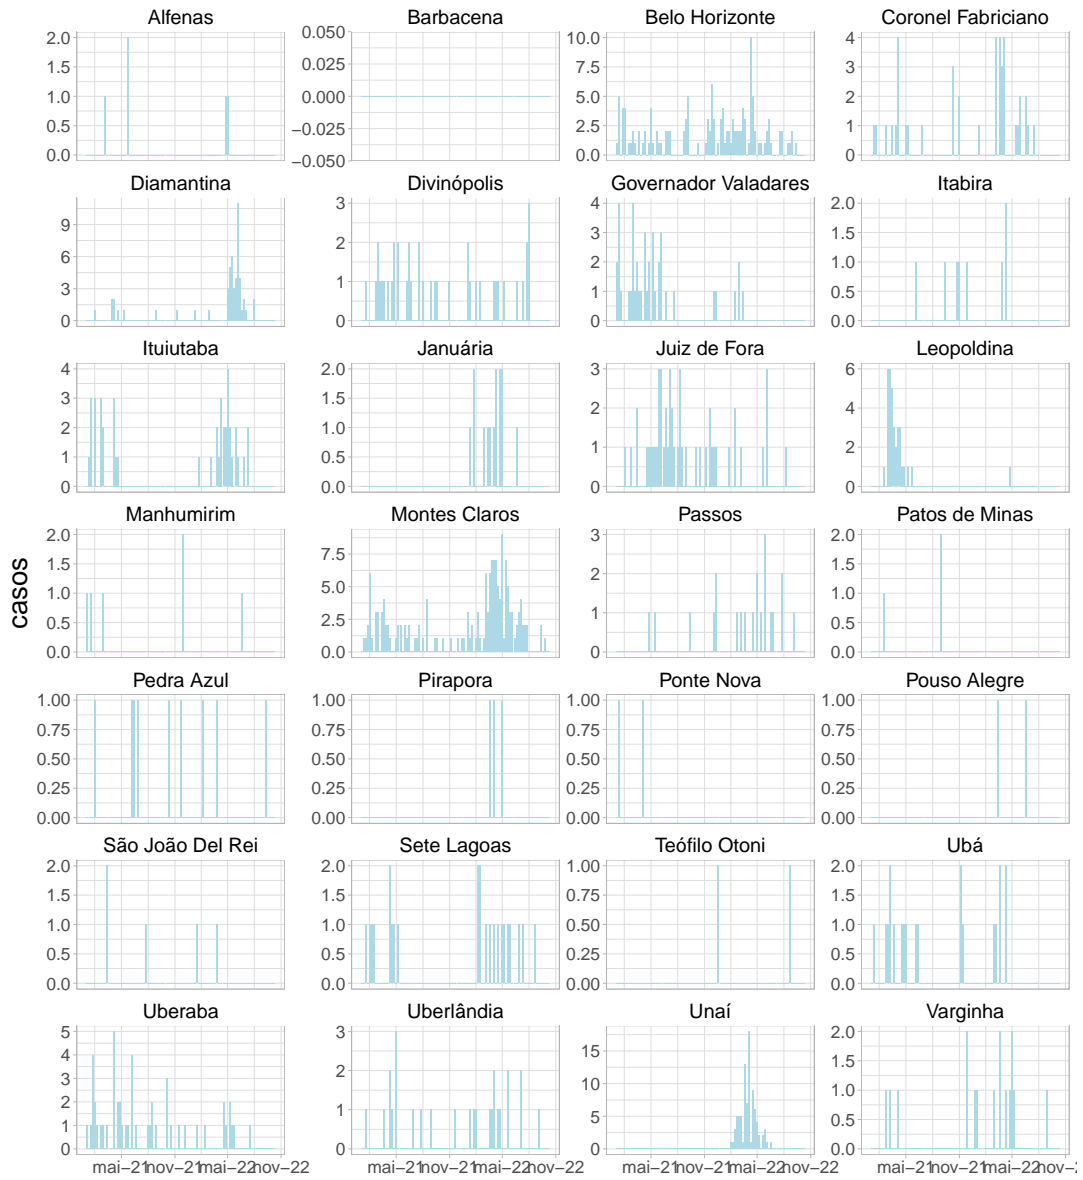 Alfenas Barbacena Belo Horizonte Coronel Fabriciano
2.0 1.5 1.0 0.5 0.0
0.050 0.025 0.000 −0.025 −0.050
10.0 7.5 5.0 2.5 0.0
4 3 2 1 0
Diamantina Divinópolis Governador Valadares Itabira
9 6 3 0
3 2 1 0
4 3 2 1 0
2.0 1.5 1.0 0.5 0.0
Ituiutaba Januária Juiz de Fora Leopoldina
4 3 2 1 0
2.0 1.5 1.0 0.5 0.0
3 2 1 0
6 4 2 0
casos
Manhumirim Montes Claros Passos Patos de Minas
2.0 1.5 1.0 0.5 0.0
7.5 5.0 2.5 0.0
3 2 1 0
2.0 1.5 1.0 0.5 0.0
Pedra Azul Pirapora Ponte Nova Pouso Alegre
1.00 0.75 0.50 0.25 0.00
1.00 0.75 0.50 0.25 0.00
1.00 0.75 0.50 0.25 0.00
1.00 0.75 0.50 0.25 0.00
São João Del Rei Sete Lagoas Teófilo Otoni Ubá
2.0 1.5 1.0 0.5 0.0
2.0 1.5 1.0 0.5 0.0
1.00 0.75 0.50 0.25 0.00
2.0 1.5 1.0 0.5 0.0
Uberaba Uberlândia Unaí Varginha
5 4 3 2 1 0
3 2 1 0
15 10 5 0
2.0 1.5 1.0 0.5 0.0
mai−21 nov−21 mai−22 nov−22 mai−21 nov−21 mai−22 nov−22 mai−21 nov−21 mai−22 nov−22 mai−21 nov−21 mai−22 nov−2